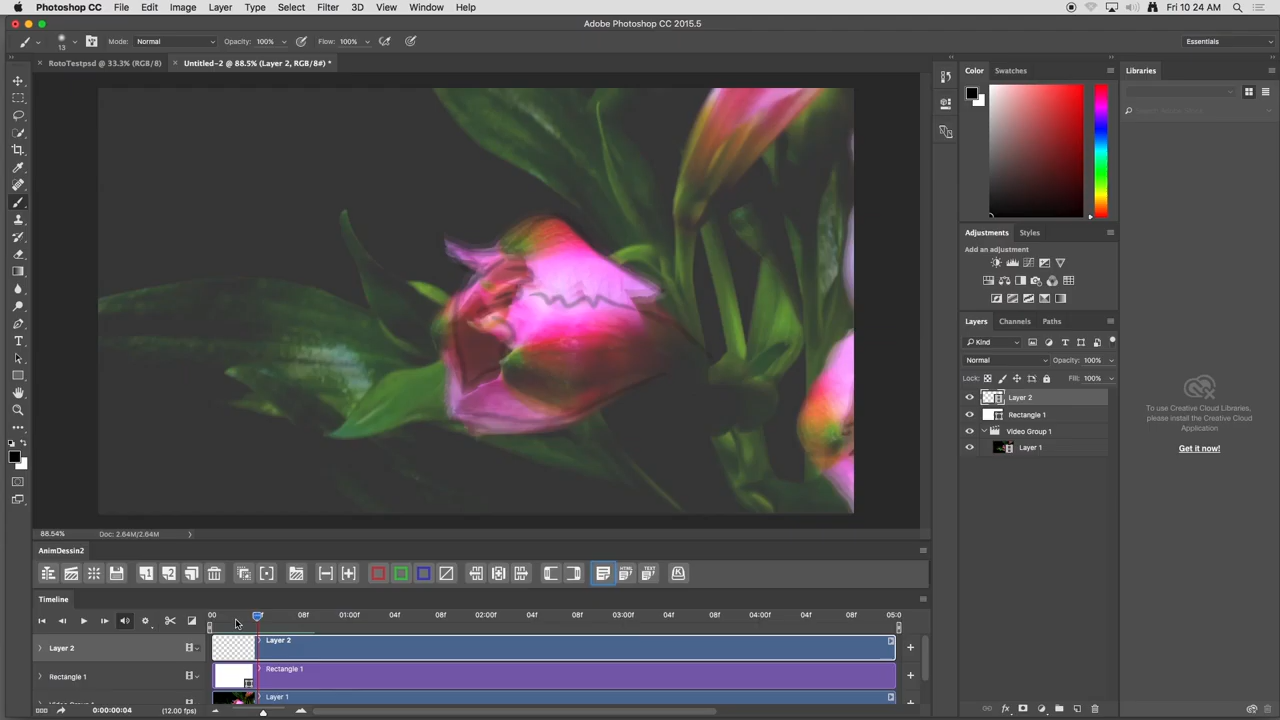 Photoshop CC File Edit Image Layer Type Select Filter 3D View Window Help Fri 10:24 AM
Adobe Photoshop CC 2015.5
13 Mode: Normal Opacity: 100% Flow: 100% Essentials
RotoTestpsd @ 33.3% (RGB/8) Untitled-2 @ 88.5% (Layer 2, RGB/8#) *
Color Swatches Libraries
Adjustments Styles
Add an adjustment
Layers Channels Paths
Kind
Normal Opacity: 100%
Lock: Fill: 100%
Layer 2
Rectangle 1
Video Group 1
Layer 1
To use Creative Cloud Libraries,
please install the Creative Cloud
Application
Get it now!
88.54% Doc: 2.64M/2.64M
AnimDessin2
1 2 HTML TEXT
Timeline
00 08f 01:00f 04f 08f 02:00f 04f 08f 03:00f 04f 08f 04:00f 04f 08f 05:0
Layer 2 Layer 2
Rectangle 1 Rectangle 1
Layer 1
0:00:00:04 (12.00 fps)